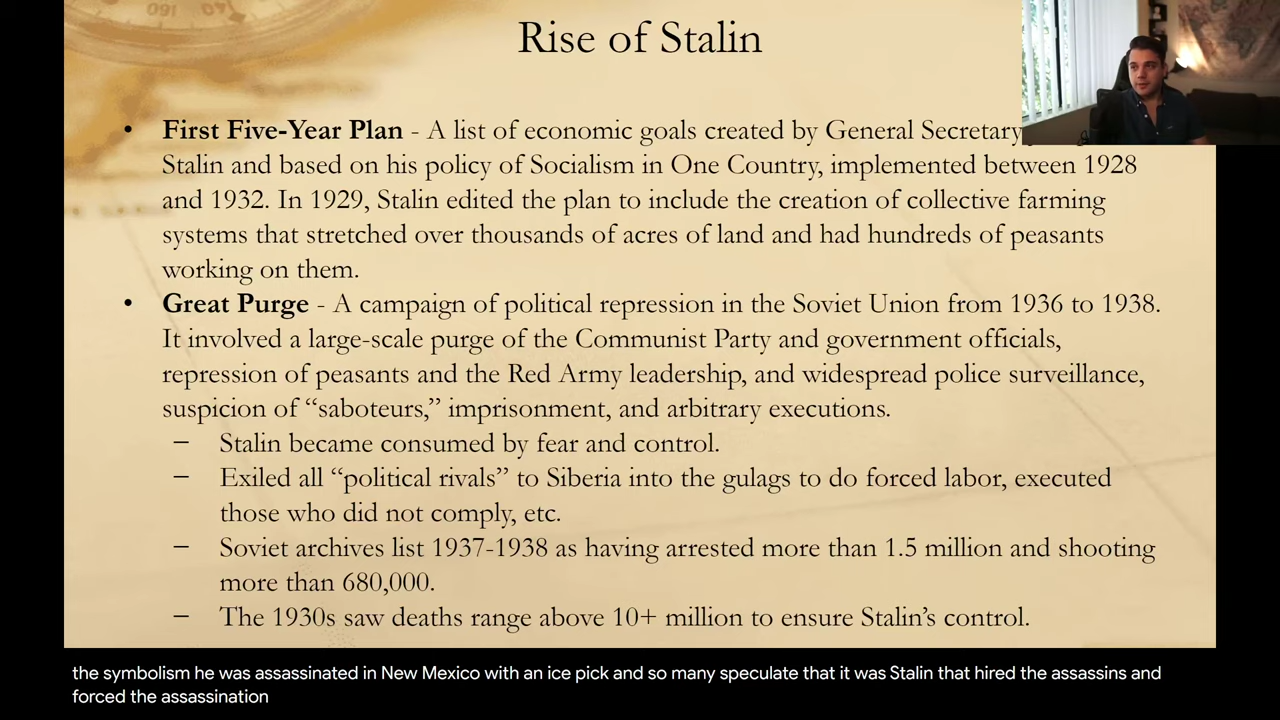 Rise of Stalin
• First Five-Year Plan - A list of economic goals created by General Secretary
Stalin and based on his policy of Socialism in One Country, implemented between 1928
and 1932. In 1929, Stalin edited the plan to include the creation of collective farming
systems that stretched over thousands of acres of land and had hundreds of peasants
working on them.
• Great Purge - A campaign of political repression in the Soviet Union from 1936 to 1938.
It involved a large-scale purge of the Communist Party and government officials,
repression of peasants and the Red Army leadership, and widespread police surveillance,
suspicion of “saboteurs,” imprisonment, and arbitrary executions.
– Stalin became consumed by fear and control.
– Exiled all “political rivals” to Siberia into the gulags to do forced labor, executed
those who did not comply, etc.
– Soviet archives list 1937-1938 as having arrested more than 1.5 million and shooting
more than 680,000.
– The 1930s saw deaths range above 10+ million to ensure Stalin’s control.
the symbolism he was assassinated in New Mexico with an ice pick and so many speculate that it was Stalin that hired the assassins and
forced the assassination